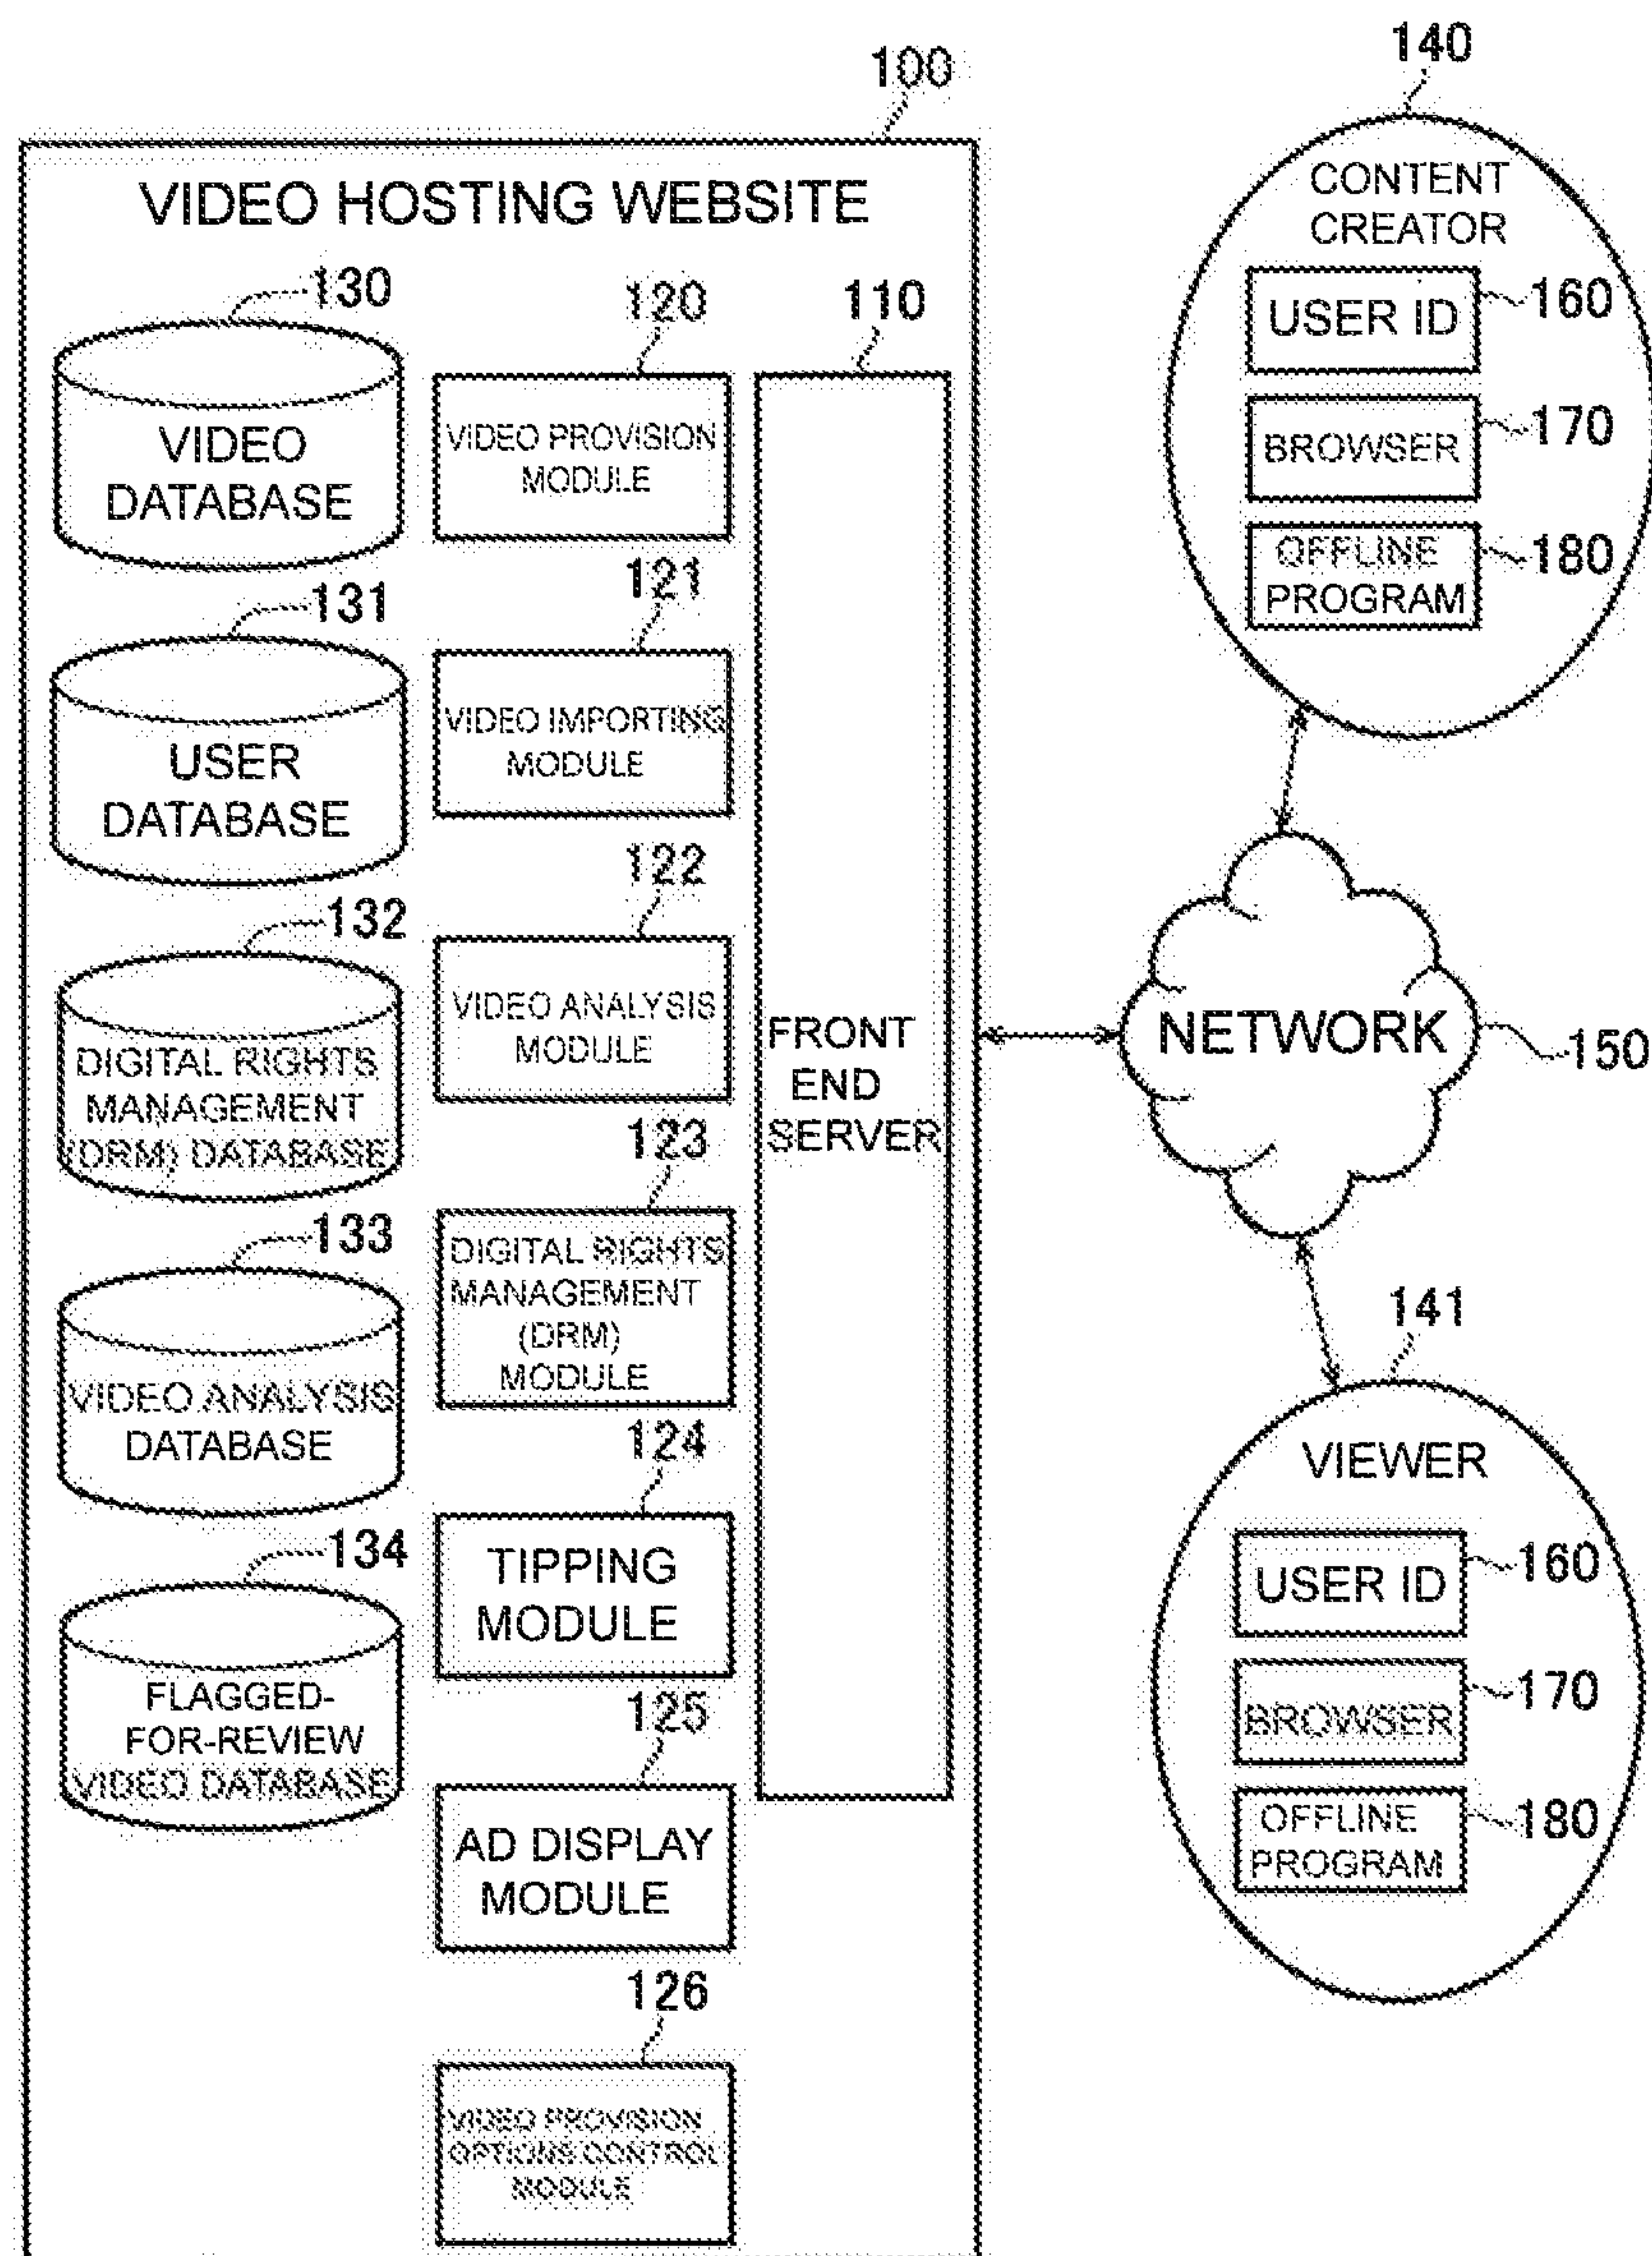 100
VIDEO HOSTING WEBSITE
130
VIDEO
DATABASE
131
USER
DATABASE
132
DIGITAL RIGHTS
MANAGEMENT
(DRM) DATABASE
133
VIDEO ANALYSIS
DATABASE
134
FLAGGED-
FOR-REVIEW
VIDEO DATABASE
120
VIDEO PROVISION
MODULE
121
VIDEO IMPORTING
MODULE
122
VIDEO ANALYSIS
MODULE
123
DIGITAL RIGHTS
MANAGEMENT
(DRM)
MODULE
124
TIPPING
MODULE
125
AD DISPLAY
MODULE
126
VIDEO PROVISION
OPTIONS CONTROL
MODULE
110
FRONT
END
SERVER
140
CONTENT
CREATOR
USER ID
160
BROWSER
170
OFFLINE
PROGRAM
180
NETWORK
150
141
VIEWER
USER ID
160
BROWSER
170
OFFLINE
PROGRAM
180